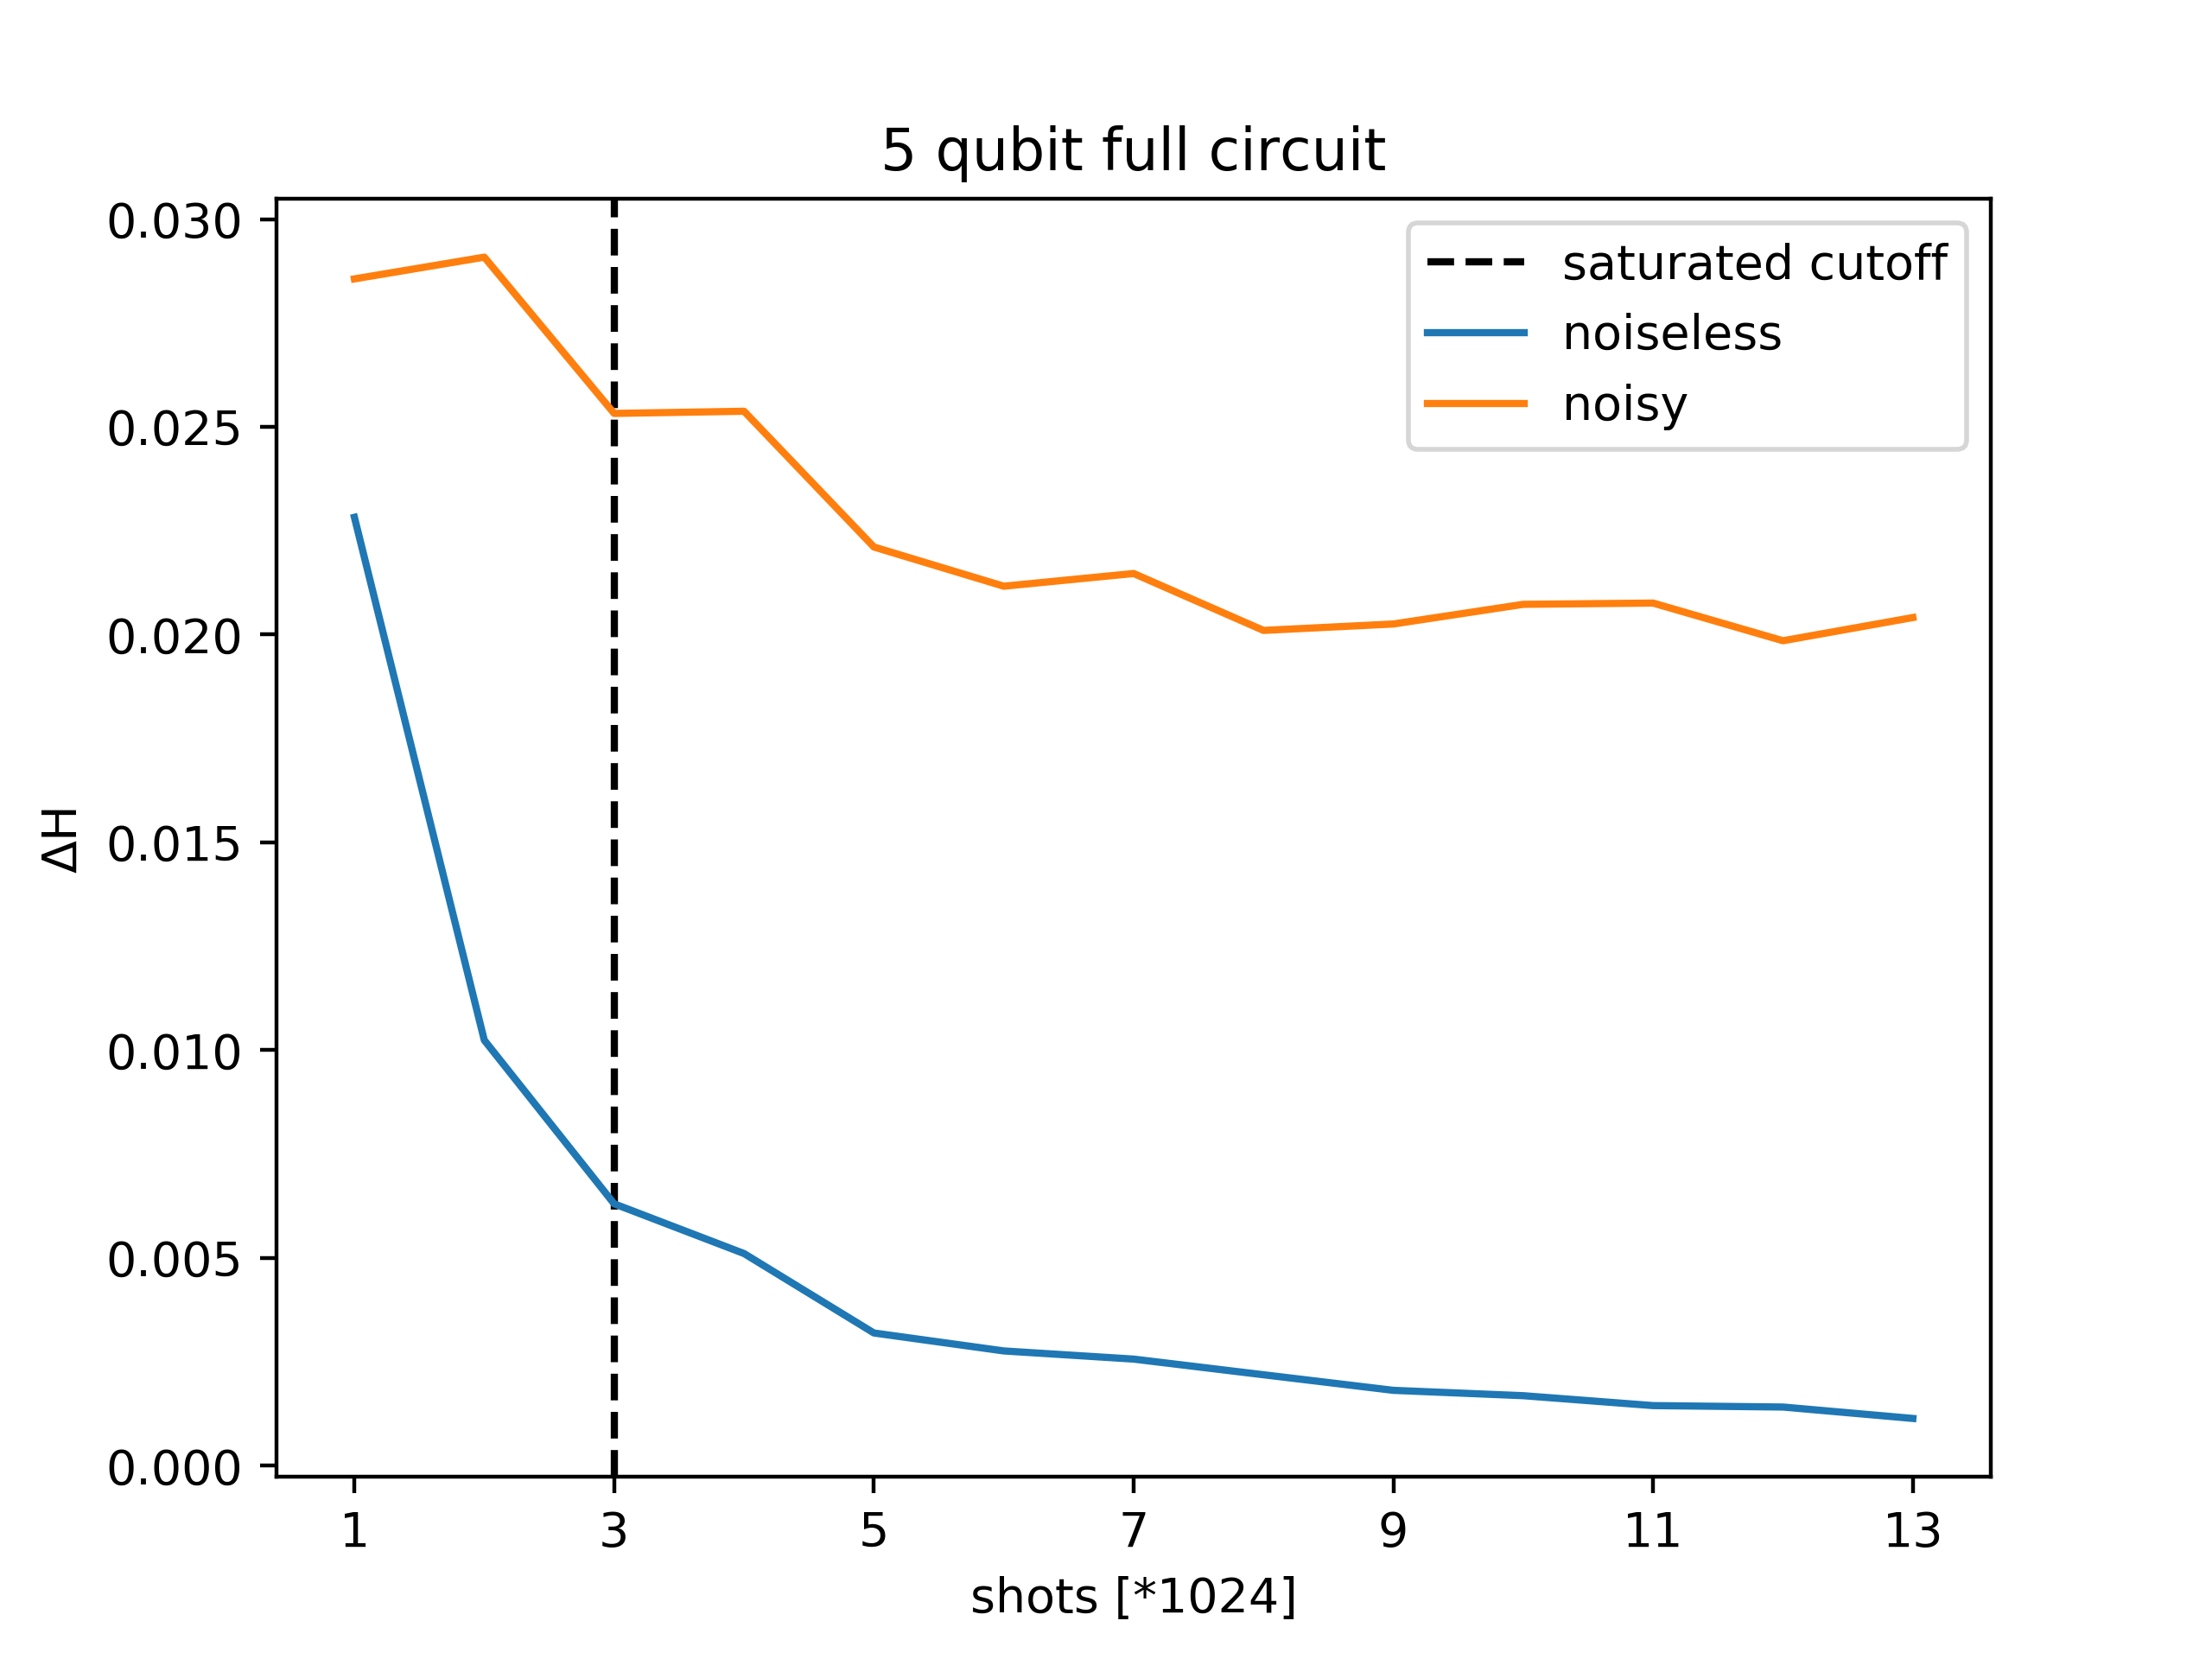 5 qubit full circuit
0.030
0.025
0.020
0.015
0.010
0.005
0.000
ΔH
saturated cutoff
noiseless
noisy
1 3 5 7 9 11 13
shots [*1024]